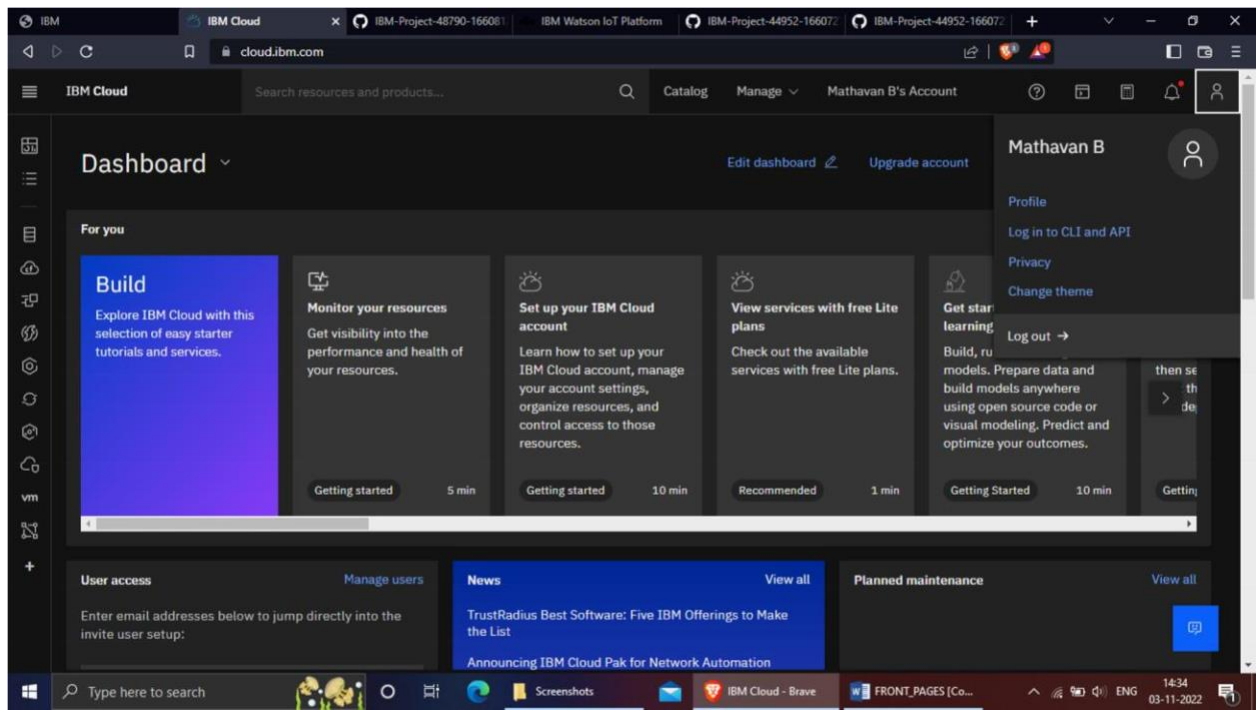 IBM
IBM Cloud
IBM-Project-48790-16608
IBM Watson IoT Platform
IBM-Project-44952-166072
IBM-Project-44952-166072
cloud.ibm.com
IBM Cloud
Search resources and products...
Catalog
Manage
Mathavan B's Account
Dashboard
Edit dashboard
Upgrade account
Mathavan B
Profile
Log in to CLI and API
Privacy
Change theme
Log out →
For you
Build
Explore IBM Cloud with this
selection of easy starter
tutorials and services.
Monitor your resources
Get visibility into the
performance and health of
your resources.
Getting started
5 min
Set up your IBM Cloud
account
Learn how to set up your
IBM Cloud account, manage
your account settings,
organize resources, and
control access to those
resources.
Getting started
10 min
View services with free Lite
plans
Check out the available
services with free Lite plans.
Recommended
1 min
Get star
learning
Build, ru
models. Prepare data and
build models anywhere
using open source code or
visual modeling. Predict and
optimize your outcomes.
Getting Started
10 min
then se
th
de
Getting
vm
User access
Manage users
Enter email addresses below to jump directly into the
invite user setup:
News
View all
TrustRadius Best Software: Five IBM Offerings to Make
the List
Announcing IBM Cloud Pak for Network Automation
Planned maintenance
View all
Type here to search
Screenshots
IBM Cloud - Brave
FRONT_PAGES [Co...
ENG
14:34
03-11-2022